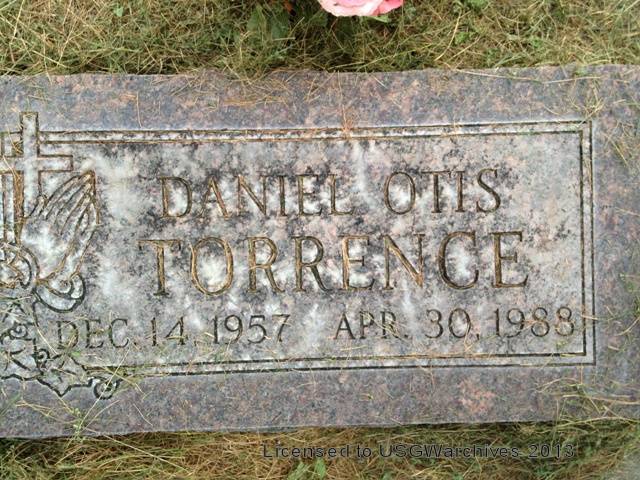 DANIEL OTIS
TORRENCE
DEC. 14, 1957 APR. 30, 1988
Licensed to USGWarchives 2013